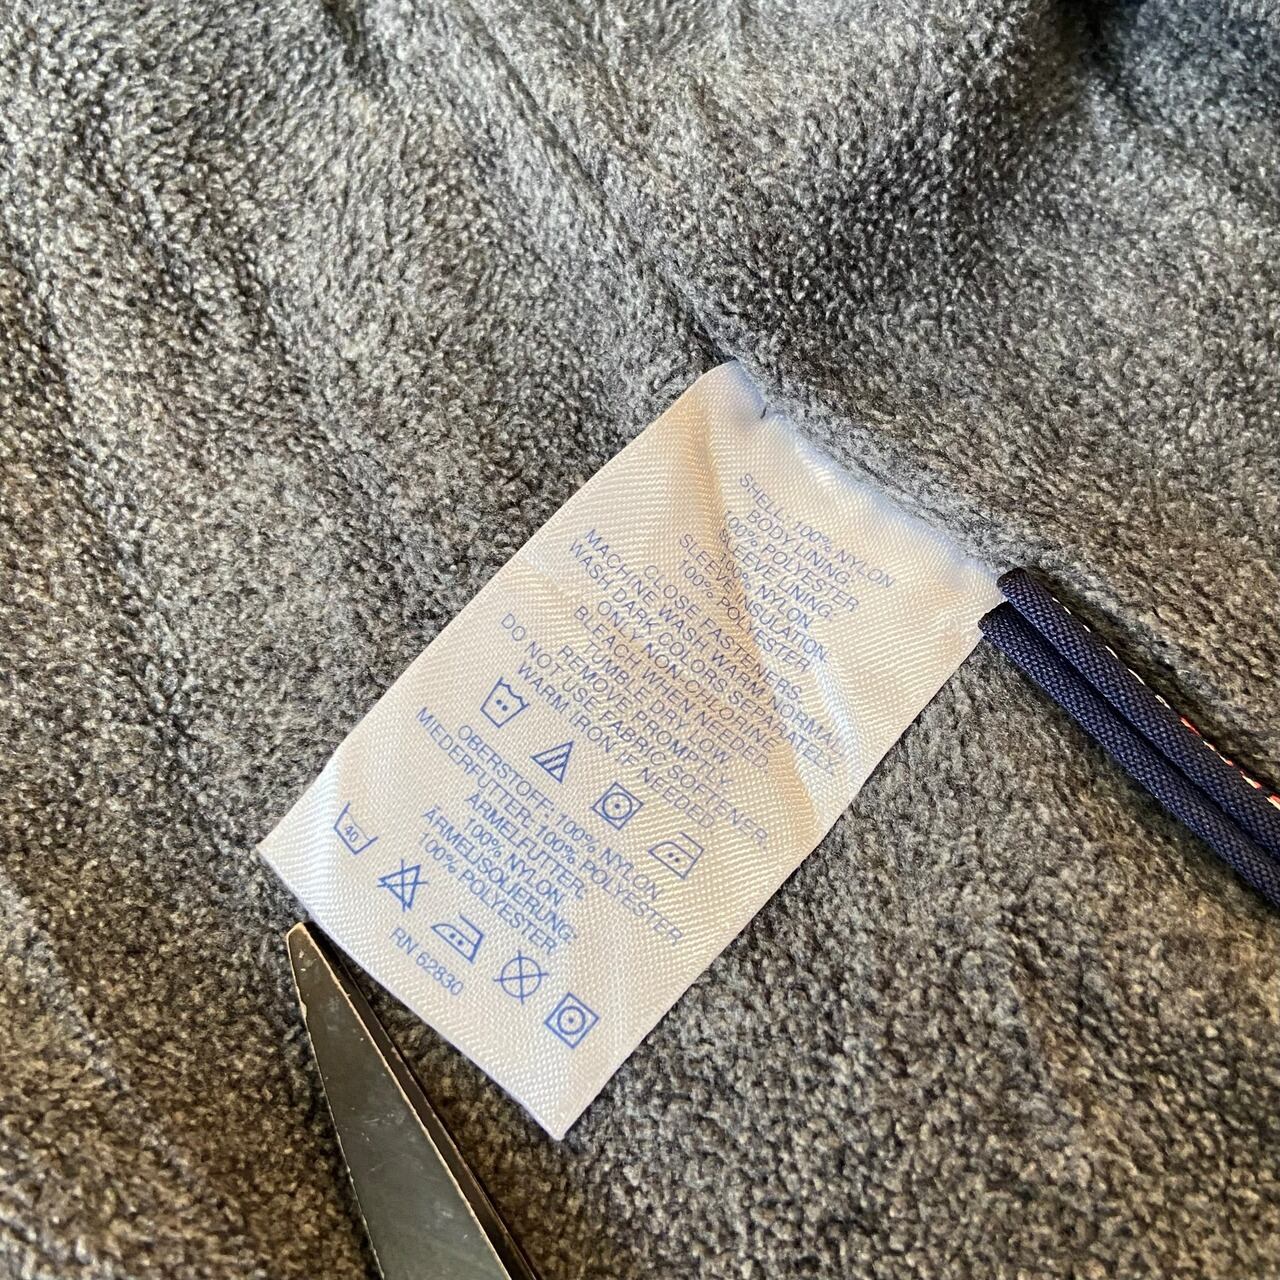 SHELL: 100% NYLON
BODY LINING:
100% POLYESTER
SLEEVE LINING:
100% NYLON
SLEEVE INSULATION:
100% POLYESTER
CLOSE FASTENERS.
MACHINE WASH WARM, NORMAL.
WASH DARK COLORS SEPARATELY.
ONLY NON-CHLORINE
BLEACH WHEN NEEDED.
TUMBLE DRY LOW.
REMOVE PROMPTLY.
DO NOT USE FABRIC SOFTENER.
WARM IRON IF NEEDED.
OBERSTOFF: 100% NYLON
MIEDERFUTTER: 100% POLYESTER
ÄRMELFUTTER:
100% NYLON
ÄRMELISOLIERUNG:
100% POLYESTER
40
RN 62830